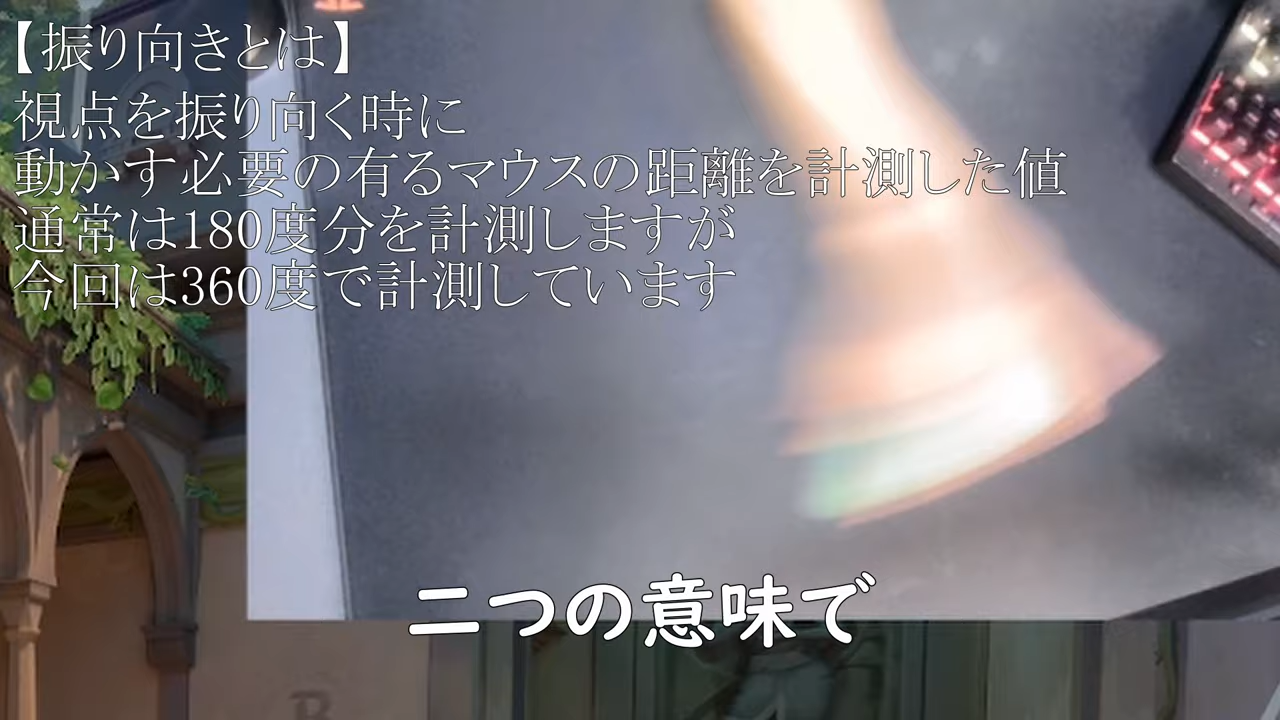 【振り向きとは】
視点を振り向く時に
動かす必要の有るマウスの距離を計測した値
通常は180度分を計測しますが
今回は360度で計測しています
二つの意味で
B